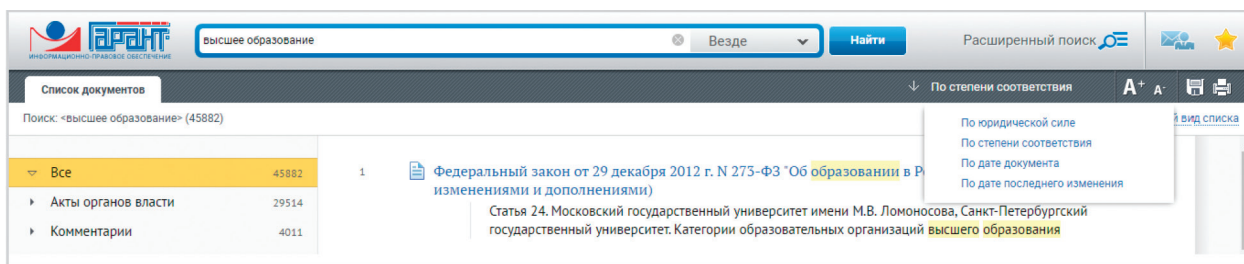 ГАРАНТ
ИНФОРМАЦИОННО-ПРАВОВОЕ ОБЕСПЕЧЕНИЕ
высшее образование
Везде
Найти
Расширенный поиск
Список документов
По степени соответствия
A+ A-
Поиск: <высшее образование> (45882)
вид списка
По юридической силе
По степени соответствия
По дате документа
По дате последнего изменения
Все 45882
Акты органов власти 29514
Комментарии 4011
1 Федеральный закон от 29 декабря 2012 г. N 273-ФЗ "Об образовании в Р
изменениями и дополнениями)
Статья 24. Московский государственный университет имени М.В. Ломоносова, Санкт-Петербургский
государственный университет. Категории образовательных организаций высшего образования